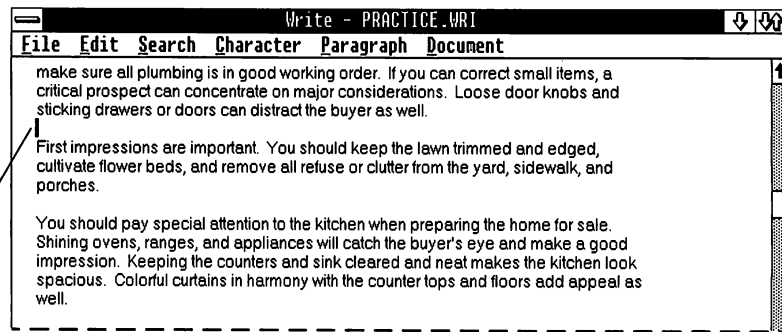 Write - PRACTICE.WRI
File Edit Search Character Paragraph Document
make sure all plumbing is in good working order. If you can correct small items, a
critical prospect can concentrate on major considerations. Loose door knobs and
sticking drawers or doors can distract the buyer as well.
First impressions are important. You should keep the lawn trimmed and edged,
cultivate flower beds, and remove all refuse or clutter from the yard, sidewalk, and
porches.
You should pay special attention to the kitchen when preparing the home for sale.
Shining ovens, ranges, and appliances will catch the buyer's eye and make a good
impression. Keeping the counters and sink cleared and neat makes the kitchen look
spacious. Colorful curtains in harmony with the counter tops and floors add appeal as
well.